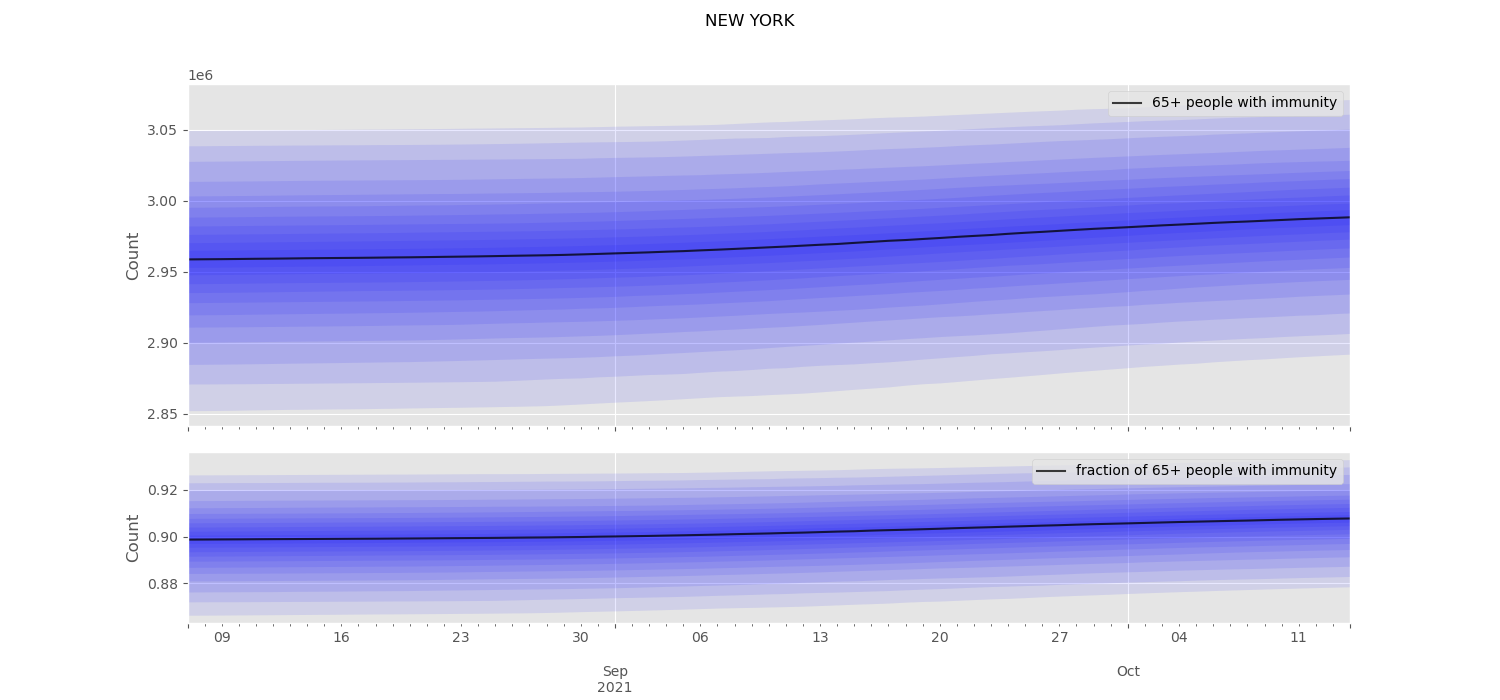 NEW YORK
1e6
65+ people with immunity
3.05
3.00
2.95
2.90
2.85
Count
fraction of 65+ people with immunity
0.92
0.90
0.88
Count
09 16 23 30 06 13 20 27 04 11
Sep Oct
2021